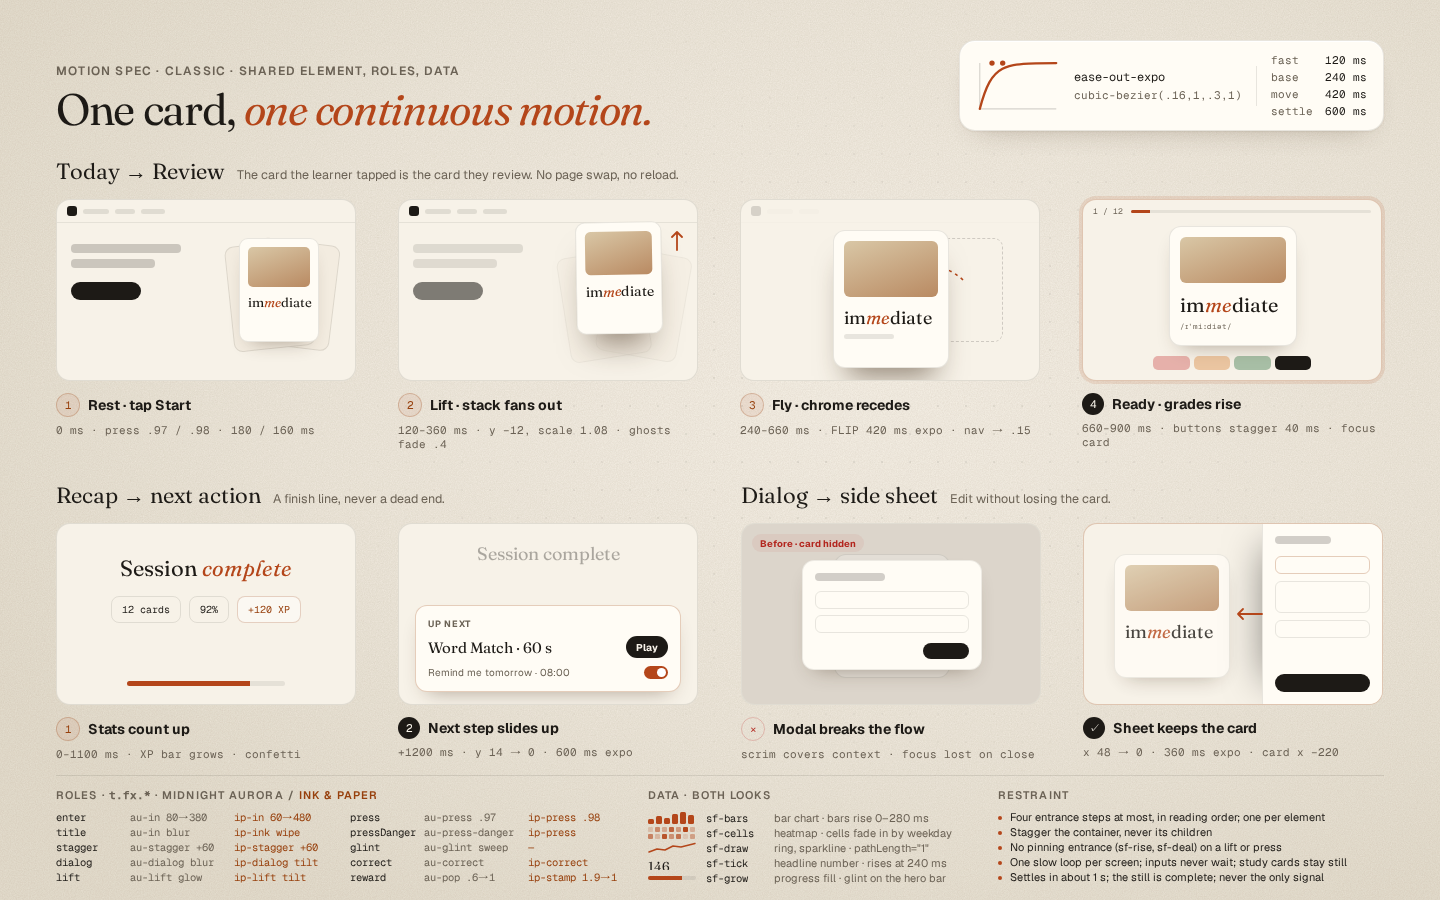 MOTION SPEC · CLASSIC · SHARED ELEMENT, ROLES, DATA
One card, one continuous motion.
ease-out-expo
cubic-bezier(.16,1,.3,1)
fast 120 ms
base 240 ms
move 420 ms
settle 600 ms
Today → Review The card the learner tapped is the card they review. No page swap, no reload.
immediate
immediate
immediate
1 / 12
immediate
/ɪˈmiːdiət/
1 Rest · tap Start
0 ms · press .97 / .98 · 180 / 160 ms
2 Lift · stack fans out
120–360 ms · y −12, scale 1.08 · ghosts
fade .4
3 Fly · chrome recedes
240–660 ms · FLIP 420 ms expo · nav → .15
4 Ready · grades rise
660–900 ms · buttons stagger 40 ms · focus
card
Recap → next action A finish line, never a dead end.
Session complete
12 cards 92% +120 XP
Session complete
UP NEXT
Word Match · 60 s Play
Remind me tomorrow · 08:00
1 Stats count up
0–1100 ms · XP bar grows · confetti
2 Next step slides up
+1200 ms · y 14 → 0 · 600 ms expo
Dialog → side sheet Edit without losing the card.
Before · card hidden
immediate
× Modal breaks the flow
scrim covers context · focus lost on close
✓ Sheet keeps the card
x 48 → 0 · 360 ms expo · card x −220
ROLES · t.fx.* · MIDNIGHT AURORA / INK & PAPER
enter au-in 80→380 ip-in 60→480 press au-press .97 ip-press .98
title au-in blur ip-ink wipe pressDanger au-press-danger ip-press
stagger au-stagger +60 ip-stagger +60 glint au-glint sweep —
dialog au-dialog blur ip-dialog tilt correct au-correct ip-correct
lift au-lift glow ip-lift tilt reward au-pop .6→1 ip-stamp 1.9→1
DATA · BOTH LOOKS
sf-bars bar chart · bars rise 0–280 ms
sf-cells heatmap · cells fade in by weekday
sf-draw ring, sparkline · pathLength="1"
146 sf-tick headline number · rises at 240 ms
sf-grow progress fill · glint on the hero bar
RESTRAINT
• Four entrance steps at most, in reading order; one per element
• Stagger the container, never its children
• No pinning entrance (sf-rise, sf-deal) on a lift or press
• One slow loop per screen; inputs never wait; study cards stay still
• Settles in about 1 s; the still is complete; never the only signal